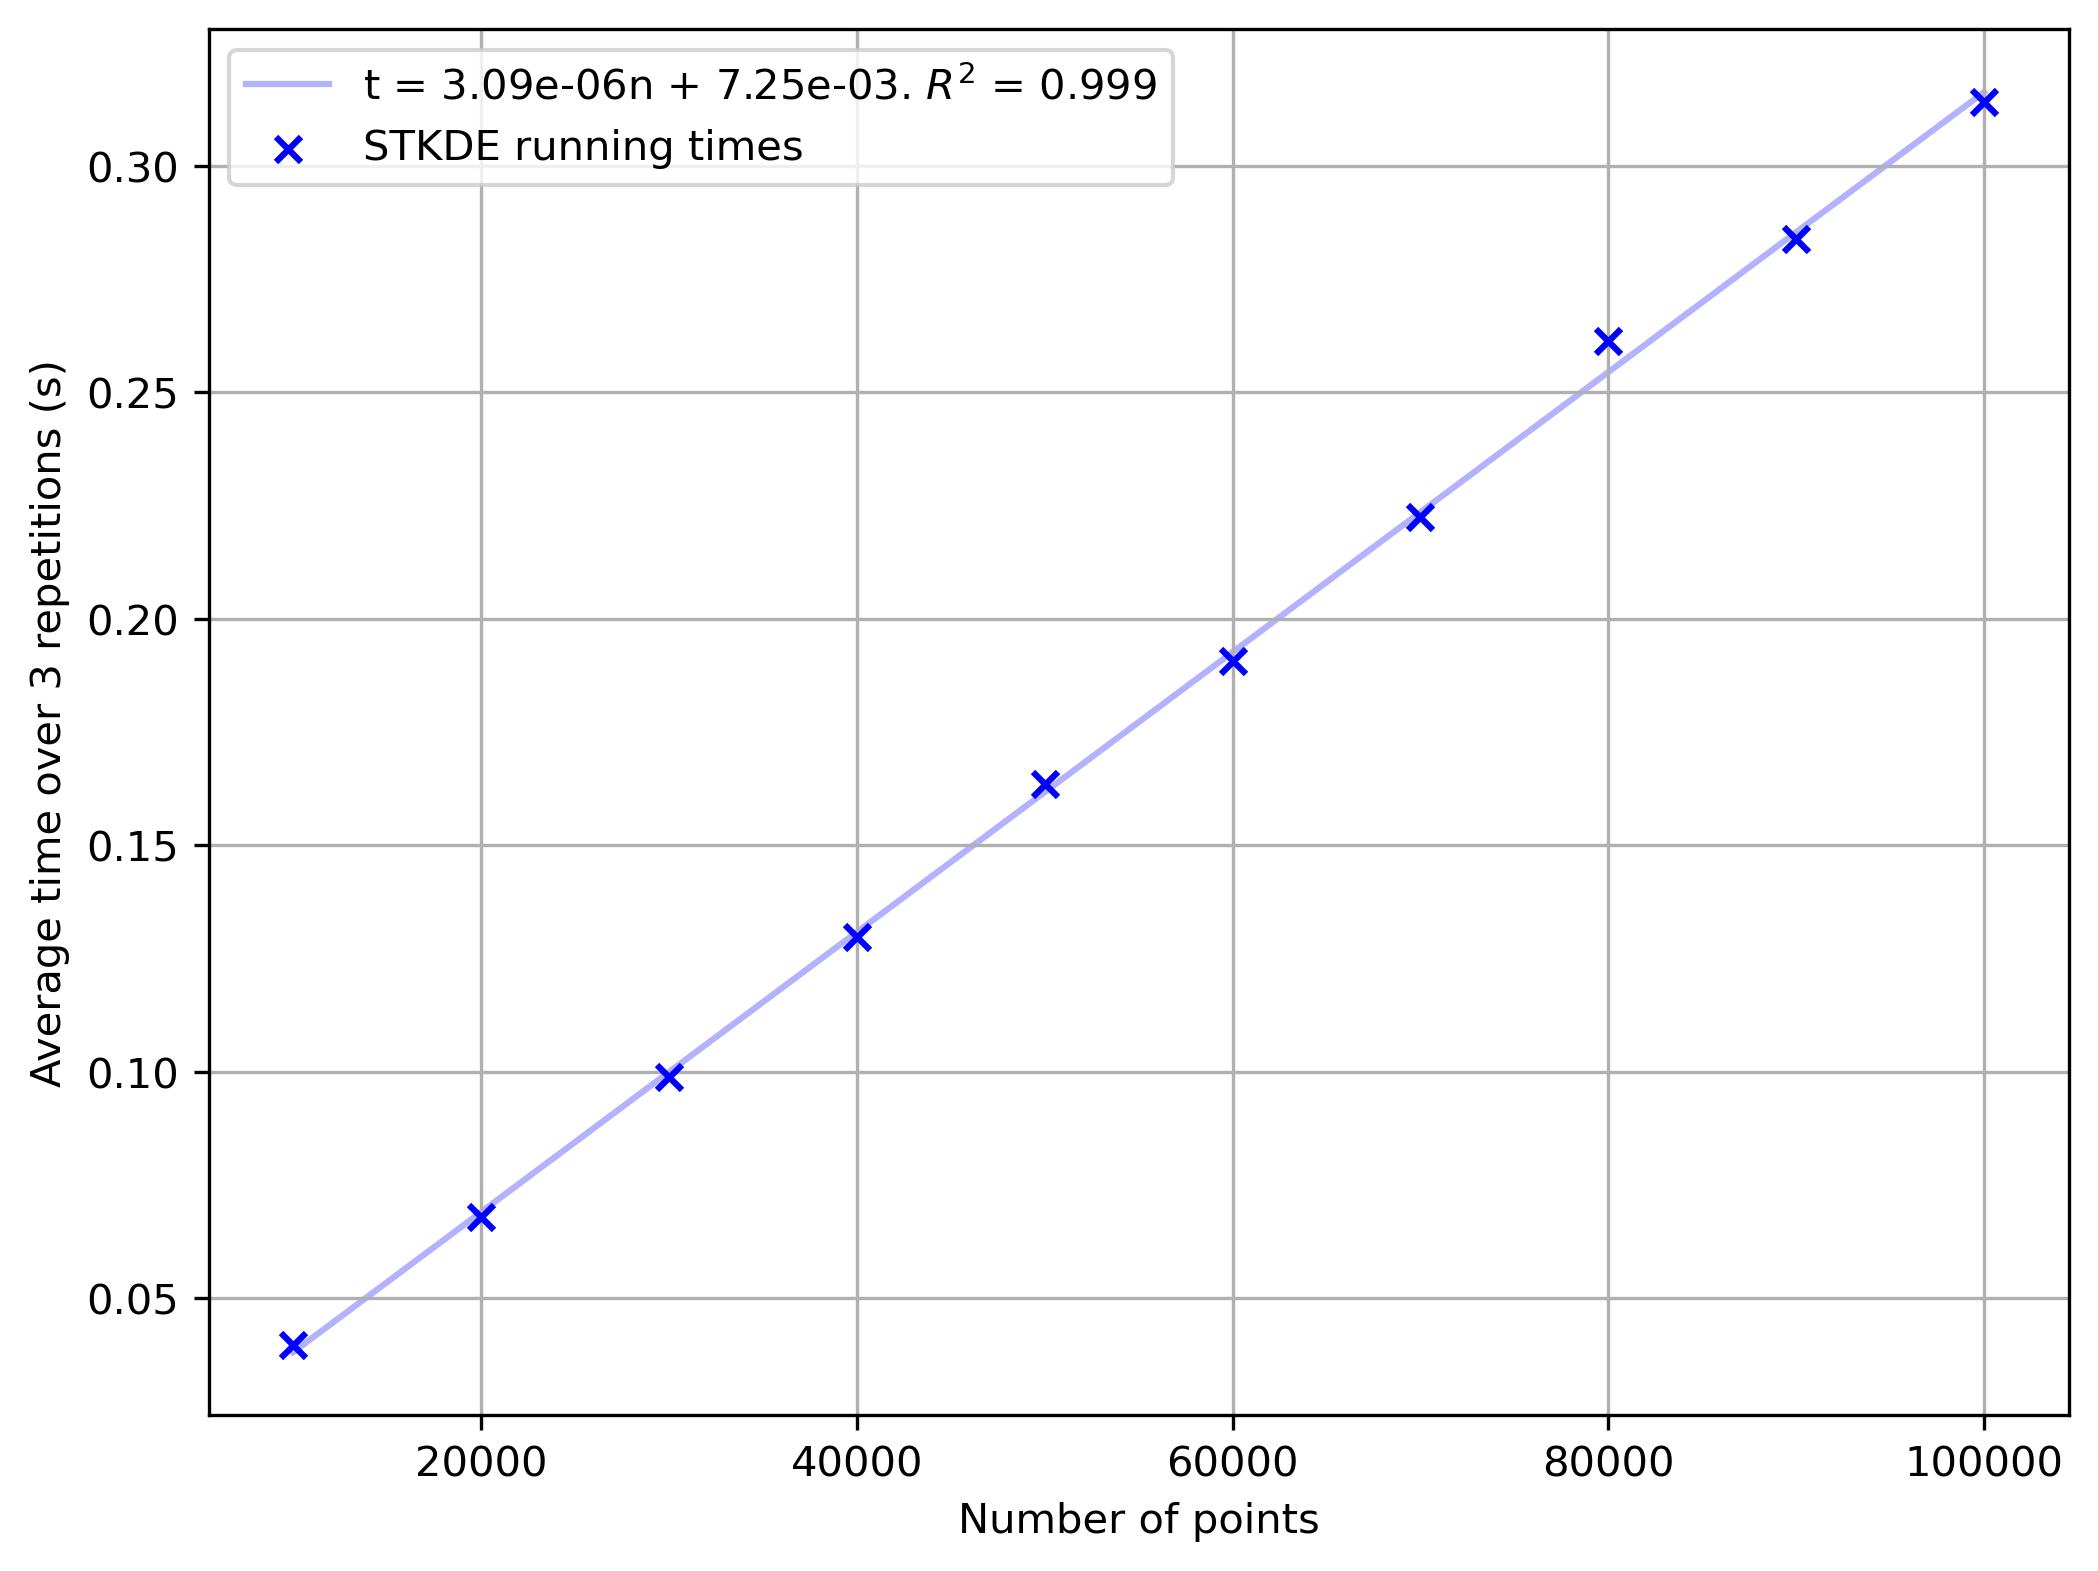 t = 3.09e-06n + 7.25e-03. R² = 0.999
STKDE running times
0.30
0.25
0.20
0.15
0.10
0.05
Average time over 3 repetitions (s)
20000 40000 60000 80000 100000
Number of points